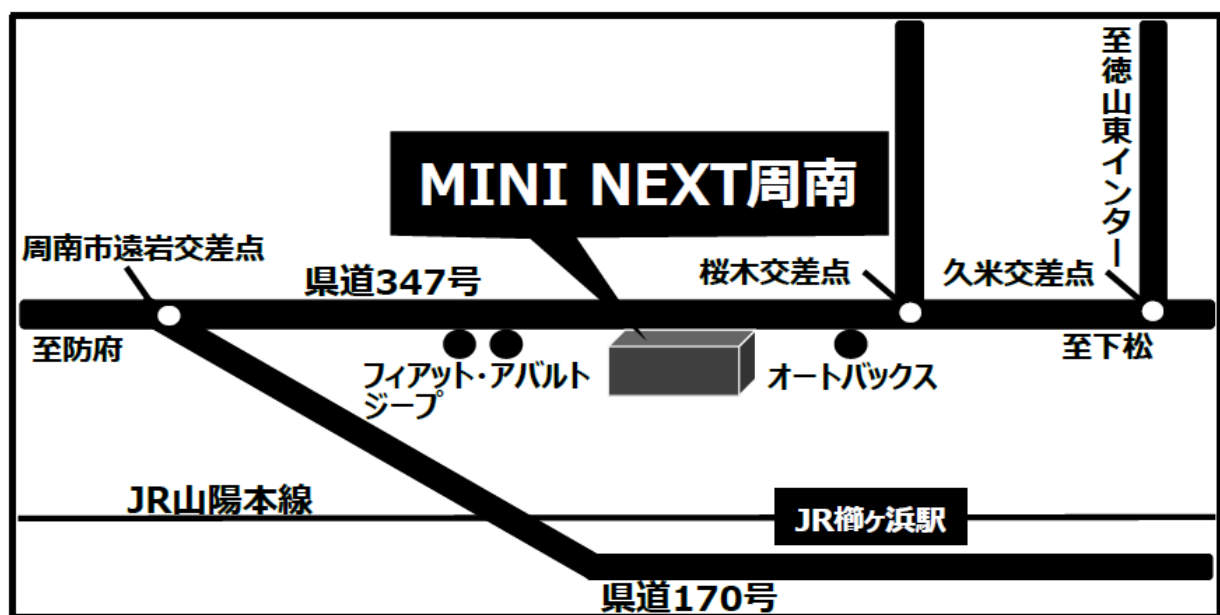 至徳山東インター
MINI NEXT周南
周南市遠岩交差点
県道347号
桜木交差点
久米交差点
至防府
至下松
フィアット・アバルト
ジープ
オートバックス
JR山陽本線
JR櫛ヶ浜駅
県道170号